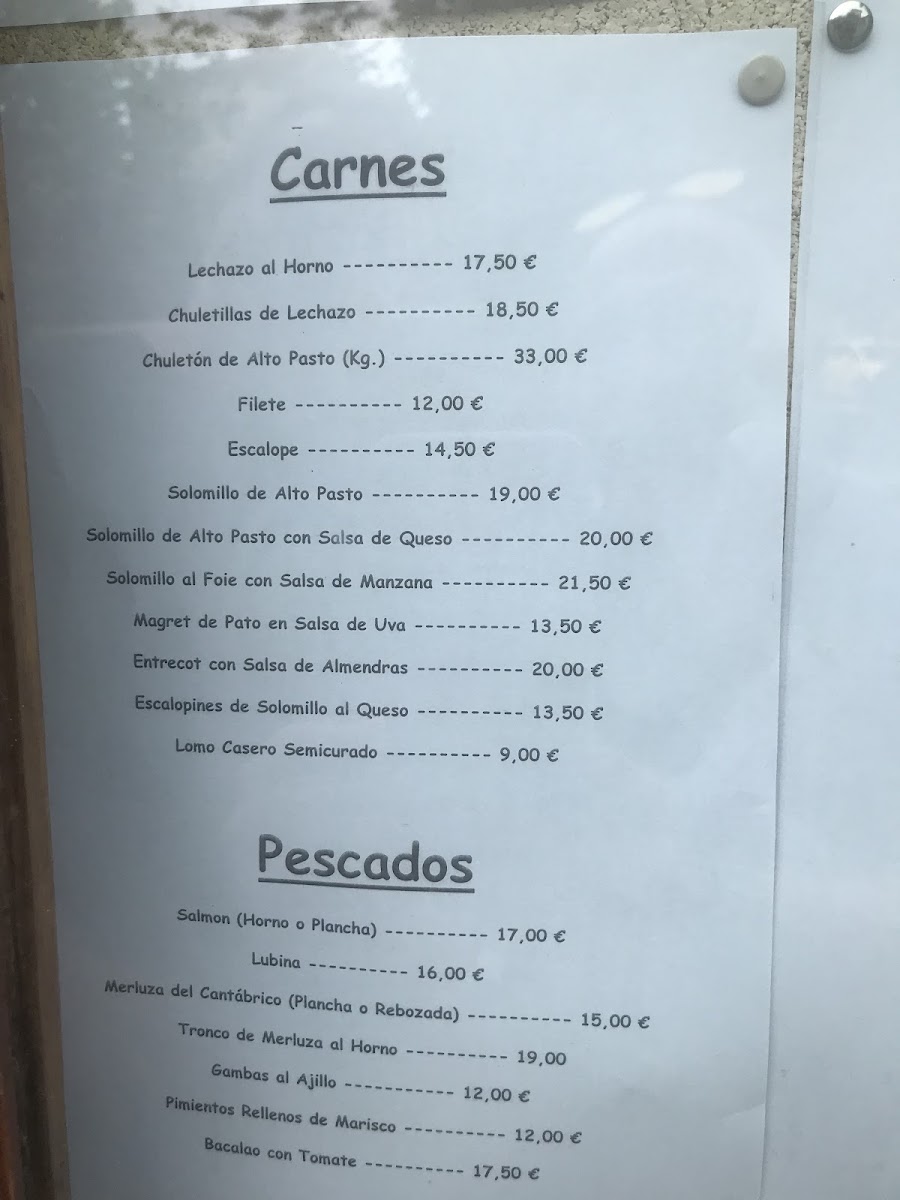 Carnes
Lechazo al Horno ---------- 17,50 €
Chuletillas de Lechazo ---------- 18,50 €
Chuletón de Alto Pasto (Kg.) ---------- 33,00 €
Filete ---------- 12,00 €
Escalope ---------- 14,50 €
Solomillo de Alto Pasto ---------- 19,00 €
Solomillo de Alto Pasto con Salsa de Queso ---------- 20,00 €
Solomillo al Foie con Salsa de Manzana ---------- 21,50 €
Magret de Pato en Salsa de Uva ---------- 13,50 €
Entrecot con Salsa de Almendras ---------- 20,00 €
Escalopines de Solomillo al Queso ---------- 13,50 €
Lomo Casero Semicurado ---------- 9,00 €
Pescados
Salmon (Horno o Plancha) ---------- 17,00 €
Lubina ---------- 16,00 €
Merluza del Cantábrico (Plancha o Rebozada) ---------- 15,00 €
Tronco de Merluza al Horno ---------- 19,00
Gambas al Ajillo ---------- 12,00 €
Pimientos Rellenos de Marisco ---------- 12,00 €
Bacalao con Tomate ---------- 17,50 €